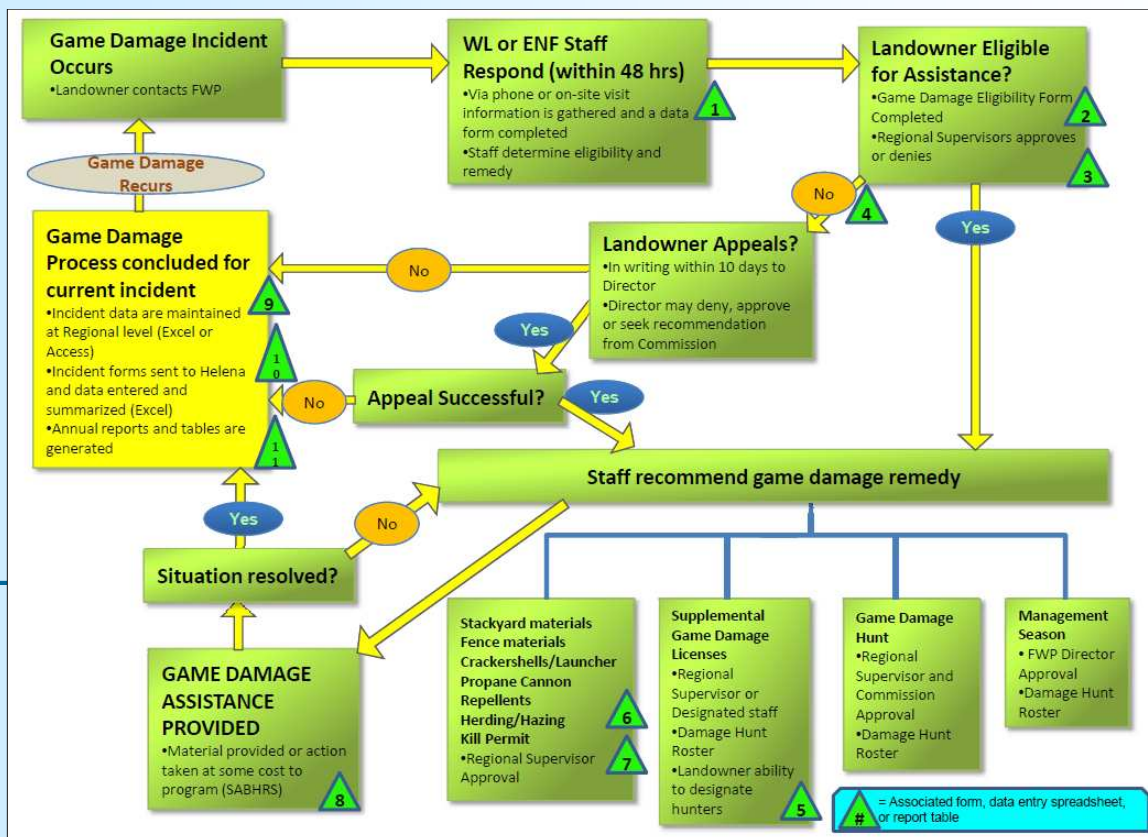 Game Damage Incident
Occurs
•Landowner contacts FWP
WL or ENF Staff
Respond (within 48 hrs)
•Via phone or on-site visit
information is gathered and a data
form completed
•Staff determine eligibility and
remedy
1
Landowner Eligible
for Assistance?
•Game Damage Eligibility Form
Completed
•Regional Supervisors approves
or denies
2
3
No
4
Yes
Game Damage
Recurs
Landowner Appeals?
•In writing within 10 days to
Director
•Director may deny, approve
or seek recommendation
from Commission
No
Yes
Game Damage
Process concluded for
current incident
•Incident data are maintained
at Regional level (Excel or
Access)
•Incident forms sent to Helena
and data entered and
summarized (Excel)
•Annual reports and tables are
generated
9
1
0
1
1
Appeal Successful?
No
Yes
Staff recommend game damage remedy
Yes
No
Situation resolved?
GAME DAMAGE
ASSISTANCE
PROVIDED
•Material provided or action
taken at some cost to
program (SABHRS)
8
Stackyard materials
Fence materials
Crackershells/Launcher
Propane Cannon
Repellents
Herding/Hazing
Kill Permit
•Regional Supervisor
Approval
6
7
Supplemental
Game Damage
Licenses
•Regional
Supervisor or
Designated staff
•Damage Hunt
Roster
•Landowner ability
to designate
hunters
5
Game Damage
Hunt
•Regional
Supervisor and
Commission
Approval
•Damage Hunt
Roster
Management
Season
• FWP Director
Approval
•Damage Hunt
Roster
#
= Associated form, data entry spreadsheet,
or report table